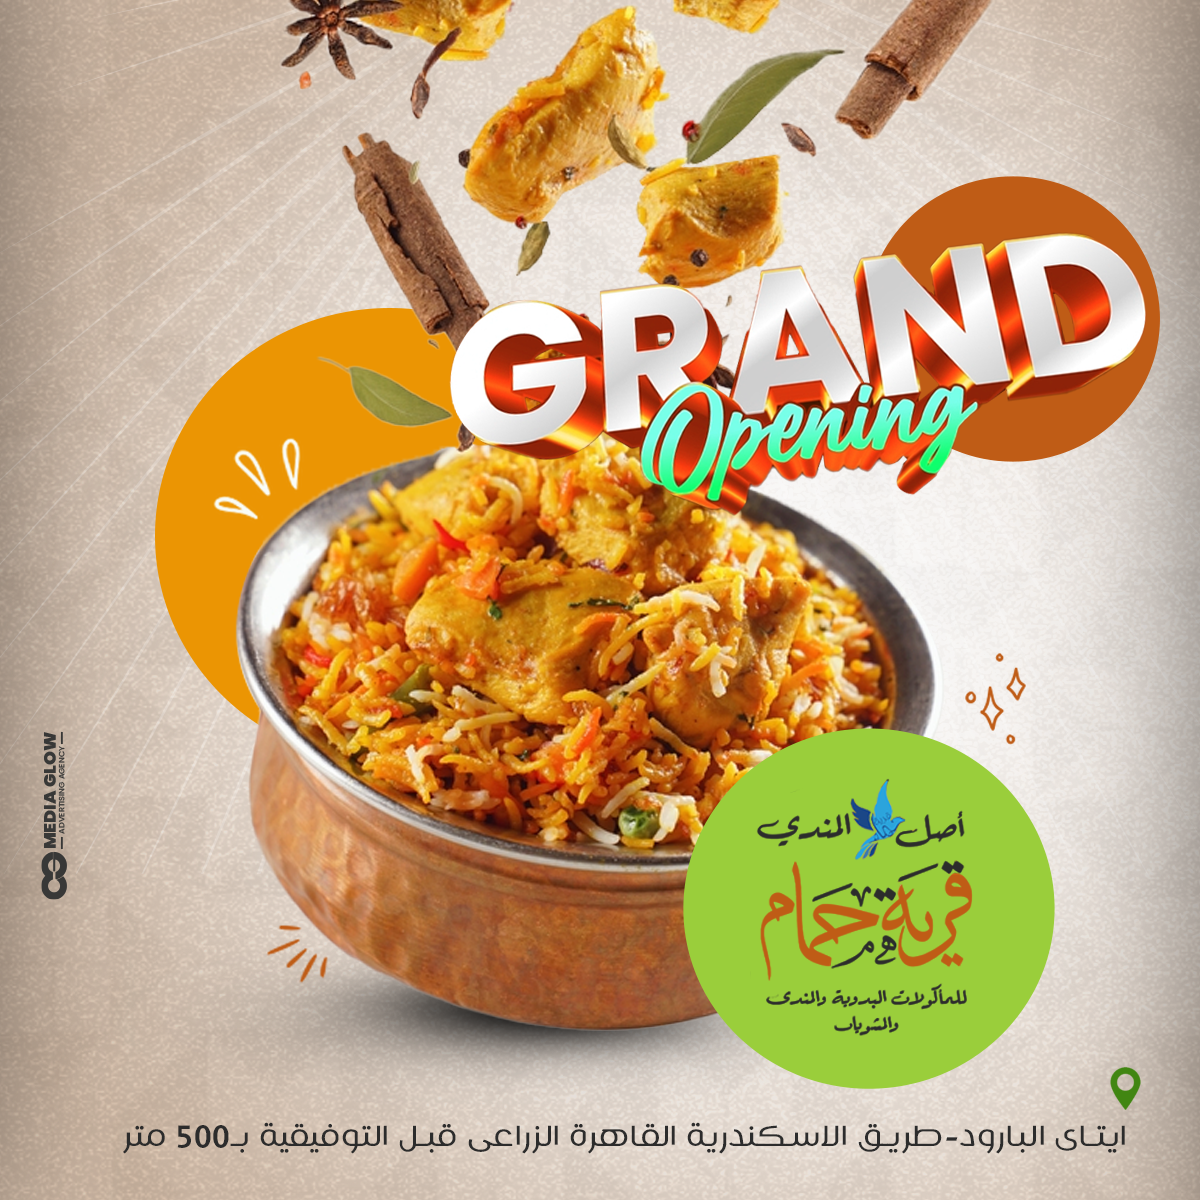 GRAND
Opening
أصل المندي
قرية حمام
للمأكولات البدوية والمندى
والمشويات
MEDIA GLOW
ADVERTISING AGENCY
ايتاى البارود-طريق الاسكندرية القاهرة الزراعى قبل التوفيقية بـ500 متر